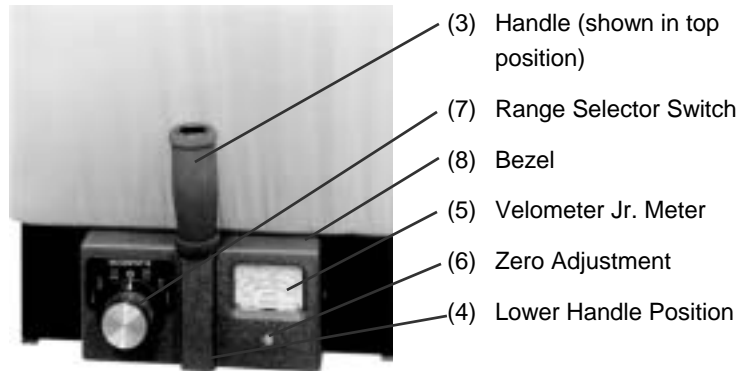 (3) Handle (shown in top
position)
(7) Range Selector Switch
(8) Bezel
(5) Velometer Jr. Meter
(6) Zero Adjustment
(4) Lower Handle Position